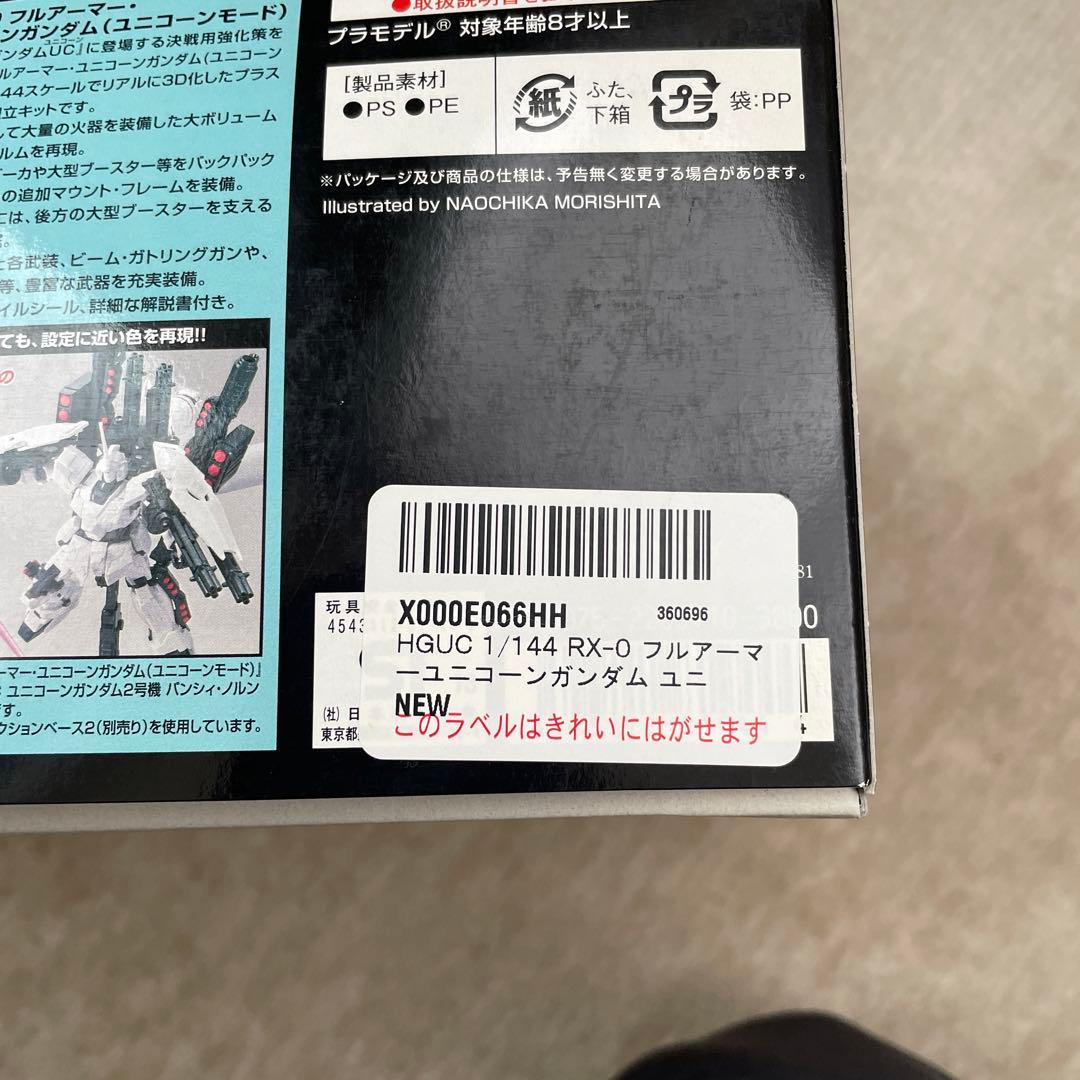 フルアーマー・
ンガンダム(ユニコーンモード)
ユニコーン
ガンダムUC』に登場する決戦用強化策を
ルアーマー・ユニコーンガンダム(ユニコーン
44スケールでリアルに3D化したプラス
立キットです。
して大量の火器を装備した大ボリューム
ルムを再現。
ーカや大型ブースター等をバックパック
の追加マウント・フレームを装備。
には、後方の大型ブースターを支える
各武装、ビーム・ガトリングガンや、
等、豊富な武器を充実装備。
イルシール、詳細な解説書付き。
ても、設定に近い色を再現!!
の
ーマー・ユニコーンガンダム(ユニコーンモード)』
ユニコーンガンダム2号機 バンシィ・ノルン
す。
クションベース2(別売り)を使用しています。
●取扱説明書を
プラモデル® 対象年齢8才以上
[製品素材]
●PS ●PE
紙
ふた、
下箱
プラ
袋:PP
※パッケージ及び商品の仕様は、予告無く変更する場合があります。
Illustrated by NAOCHIKA MORISHITA
81
00
玩具
4543
(社) 日
東京都
4
X000E066HH
360696
HGUC 1/144 RX-0 フルアーマ
ーユニコーンガンダム ユニ
NEW
このラベルはきれいにはがせます